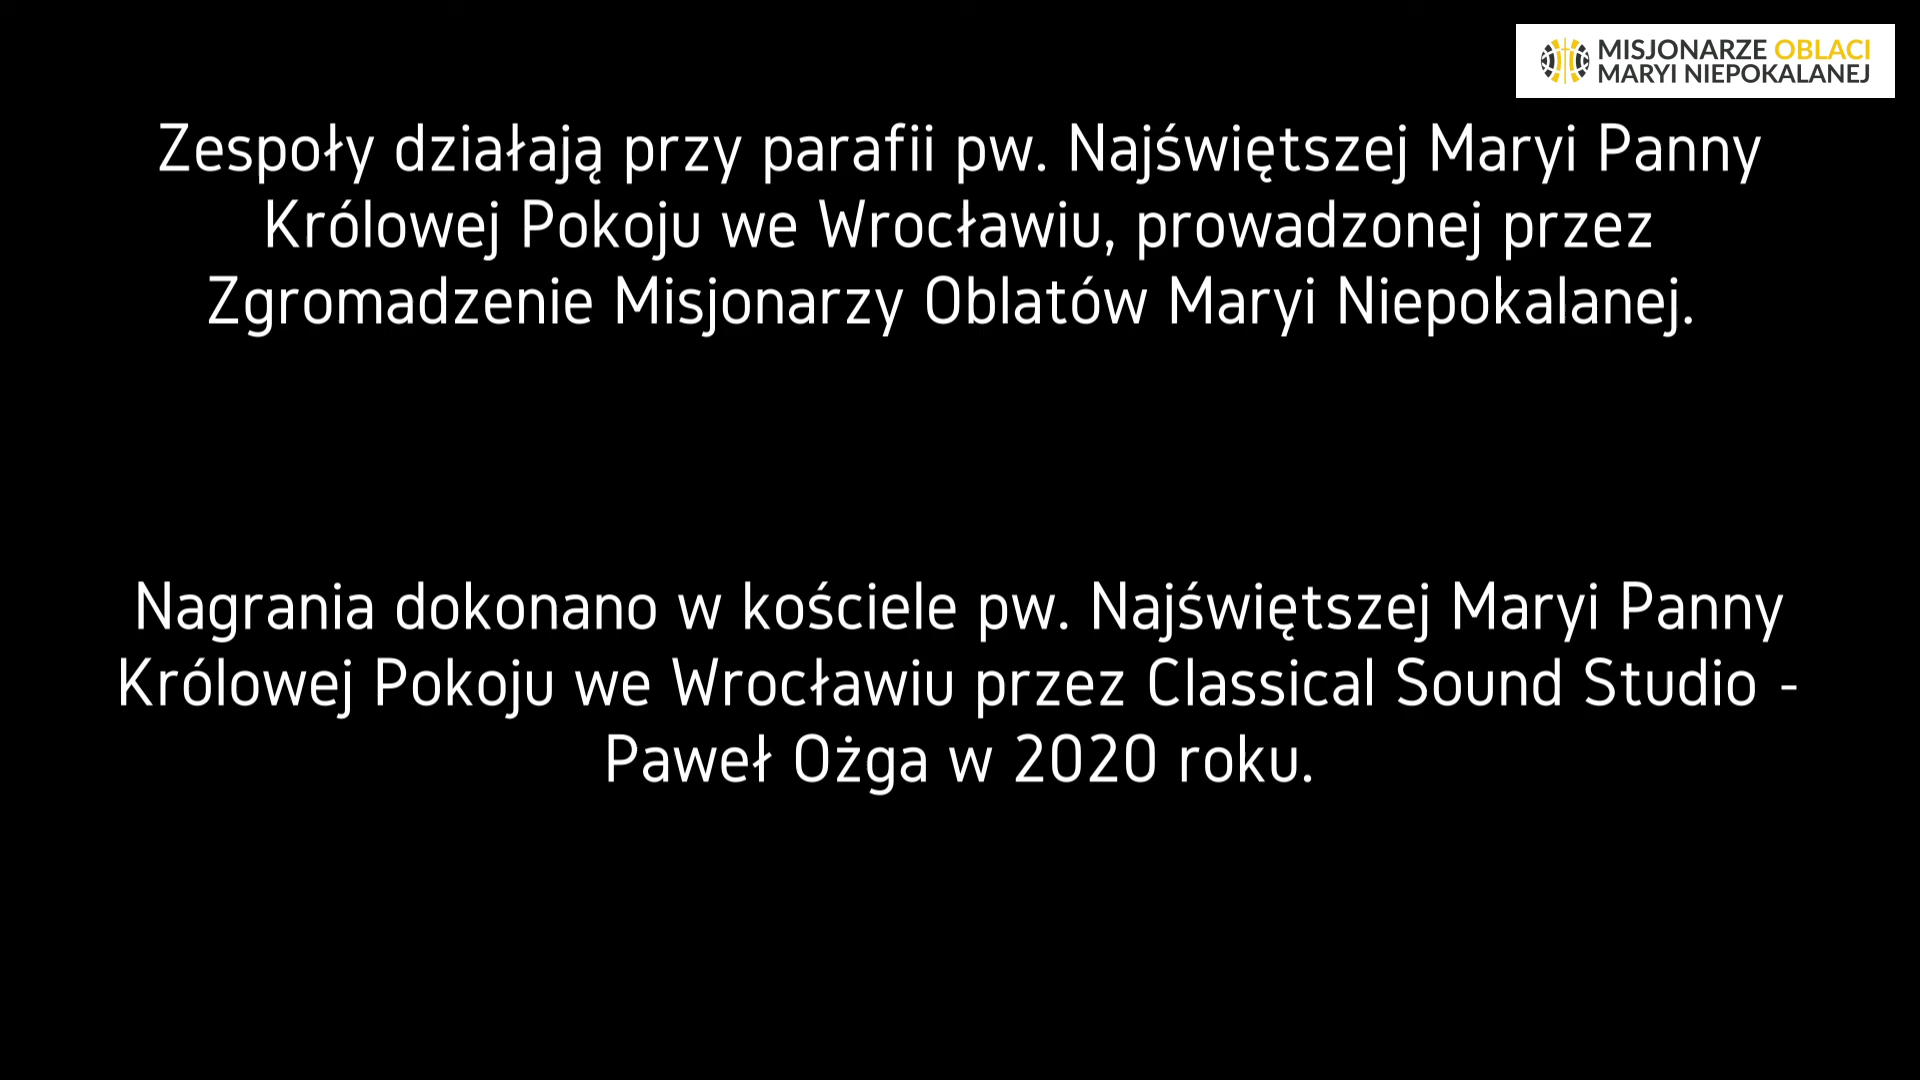 MISJONARZE OBLACI
MARYI NIEPOKALANEJ
Zespoły działają przy parafii pw. Najświętszej Maryi Panny
Królowej Pokoju we Wrocławiu, prowadzonej przez
Zgromadzenie Misjonarzy Oblatów Maryi Niepokalanej.
Nagrania dokonano w kościele pw. Najświętszej Maryi Panny
Królowej Pokoju we Wrocławiu przez Classical Sound Studio -
Paweł Ożga w 2020 roku.